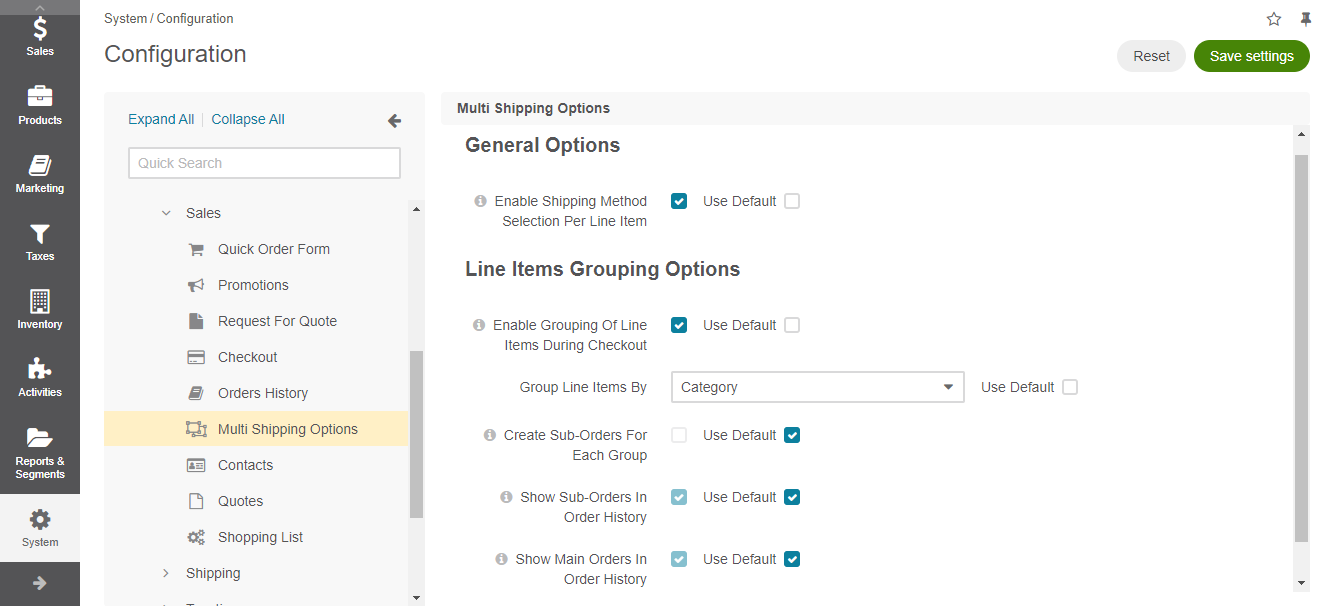 Sales
Products
Marketing
Taxes
Inventory
Activities
Reports &
Segments
System
System / Configuration
Configuration
Reset
Save settings
Expand All | Collapse All
Quick Search
Sales
Quick Order Form
Promotions
Request For Quote
Checkout
Orders History
Multi Shipping Options
Contacts
Quotes
Shopping List
Shipping
Multi Shipping Options
General Options
Enable Shipping Method
Selection Per Line Item
Use Default
Line Items Grouping Options
Enable Grouping Of Line
Items During Checkout
Use Default
Group Line Items By
Category
Use Default
Create Sub-Orders For
Each Group
Use Default
Show Sub-Orders In
Order History
Use Default
Show Main Orders In
Order History
Use Default